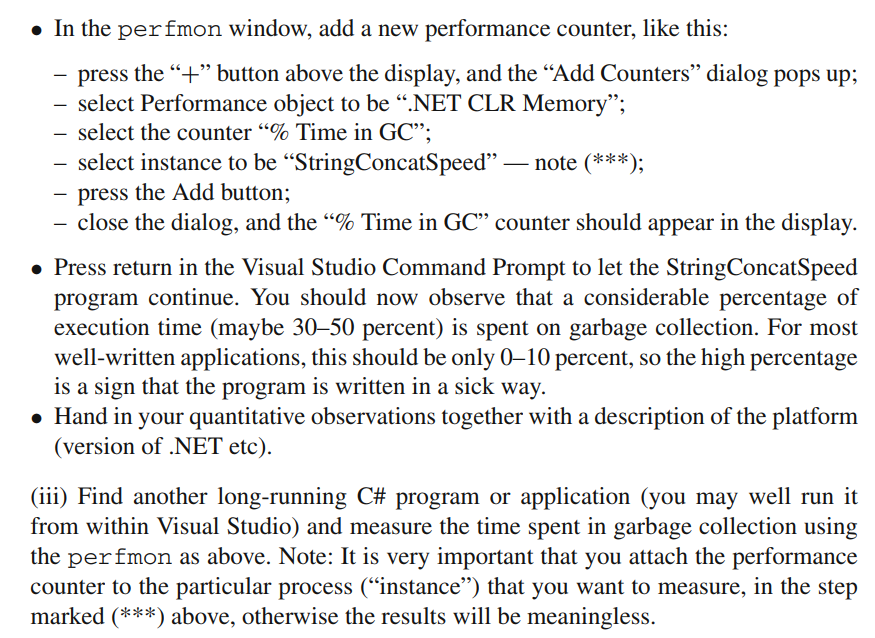 • In the perfmon window, add a new performance counter, like this:
– press the “+” button above the display, and the “Add Counters” dialog pops up;
– select Performance object to be “.NET CLR Memory”;
– select the counter “% Time in GC”;
– select instance to be “StringConcatSpeed” — note (***);
– press the Add button;
– close the dialog, and the “% Time in GC” counter should appear in the display.
• Press return in the Visual Studio Command Prompt to let the StringConcatSpeed
program continue. You should now observe that a considerable percentage of
execution time (maybe 30–50 percent) is spent on garbage collection. For most
well-written applications, this should be only 0–10 percent, so the high percentage
is a sign that the program is written in a sick way.
• Hand in your quantitative observations together with a description of the platform
(version of .NET etc).
(iii) Find another long-running C# program or application (you may well run it
from within Visual Studio) and measure the time spent in garbage collection using
the perfmon as above. Note: It is very important that you attach the performance
counter to the particular process (“instance”) that you want to measure, in the step
marked (***) above, otherwise the results will be meaningless.